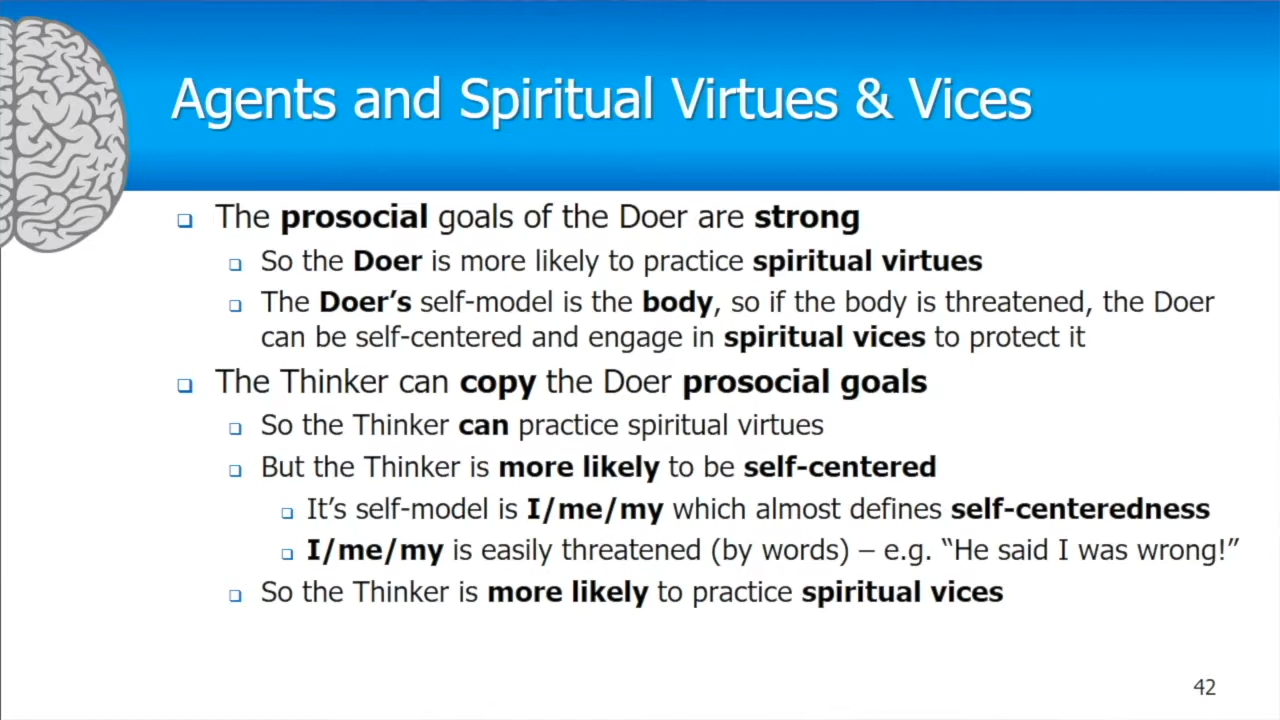 Agents and Spiritual Virtues & Vices
The prosocial goals of the Doer are strong
So the Doer is more likely to practice spiritual virtues
The Doer’s self-model is the body, so if the body is threatened, the Doer
can be self-centered and engage in spiritual vices to protect it
The Thinker can copy the Doer prosocial goals
So the Thinker can practice spiritual virtues
But the Thinker is more likely to be self-centered
It’s self-model is I/me/my which almost defines self-centeredness
I/me/my is easily threatened (by words) – e.g. “He said I was wrong!”
So the Thinker is more likely to practice spiritual vices
42